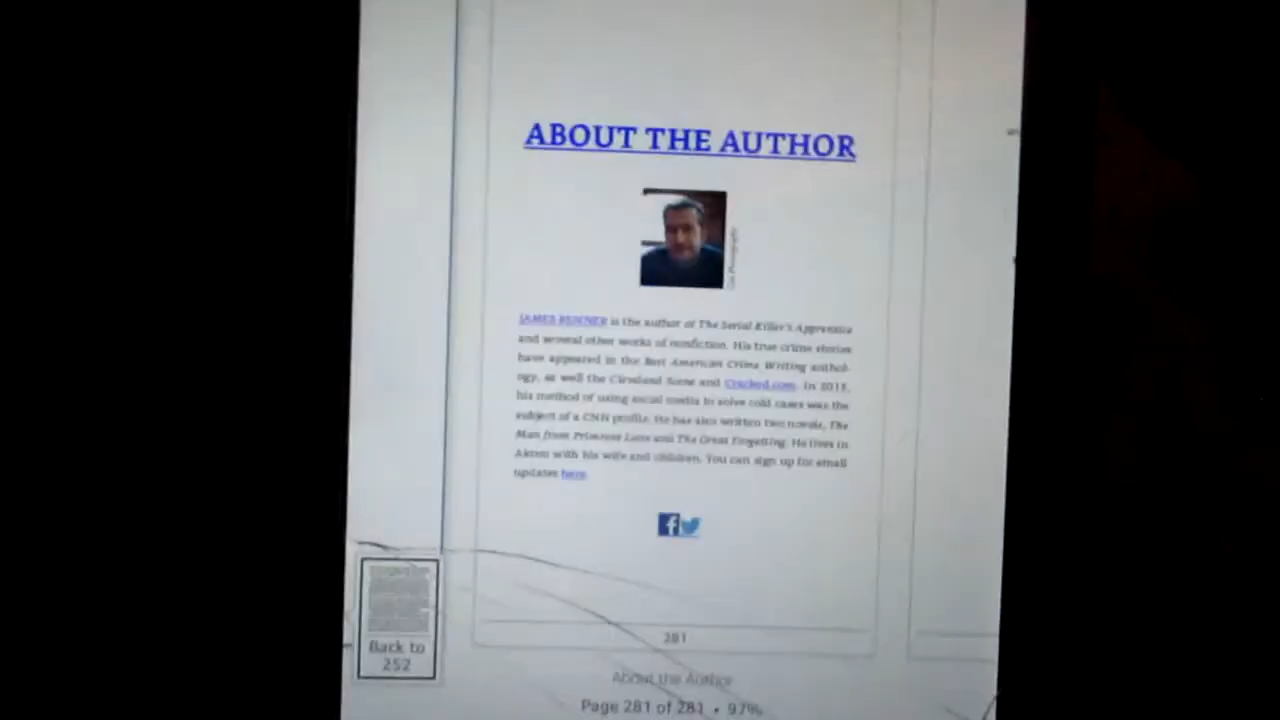 ABOUT THE AUTHOR
JAMES RENNER is the author of The Serial Killer's Apprentice
and several other works of nonfiction. His true crime stories
have appeared in the Best American Crime Writing anthol-
ogy, as well the Cleveland Scene and Cracked.com. In 2015,
his method of using social media to solve cold cases was the
subject of a CNN profile. He has also written two novels, The
Man from Primrose Lane and The Great Forgetting. He lives in
Akron with his wife and children. You can sign up for email
updates here.
281
Back to
252
About the Author
Page 281 of 281 • 97%